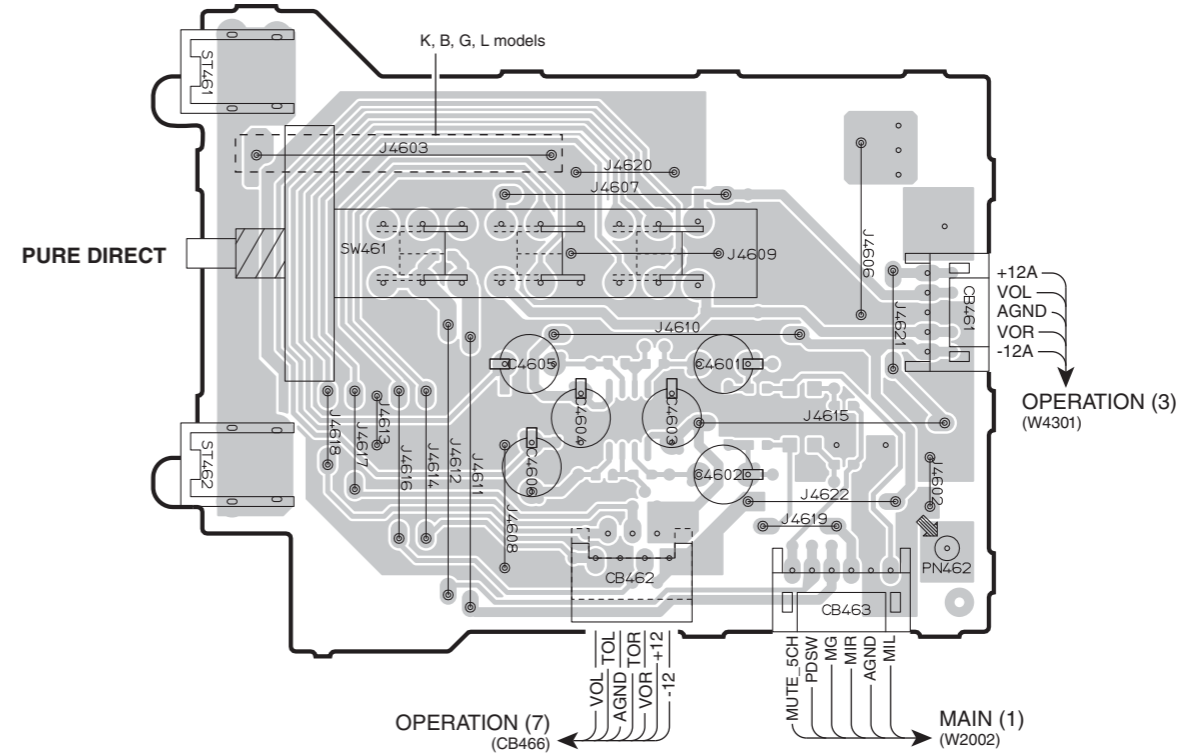 K, B, G, L models
ST461
J4603
J4620
J4607
PURE DIRECT
SW461
J4609
J4606
J4621
CB461
+12A
VOL
AGND
VOR
-12A
OPERATION (3)
(W4301)
J4610
C4605
C4601
C4604
C4603
J4615
J4618
J4617
J4613
J4616
J4614
J4612
J4611
ST462
C4606
C4602
J4602
J4622
J4619
J4608
PN462
CB462
CB463
VOL
TOL
AGND
TOR
VOR
+12
-12
MUTE_5CH
PDSW
MG
MIR
AGND
MIL
OPERATION (7)
(CB466)
MAIN (1)
(W2002)